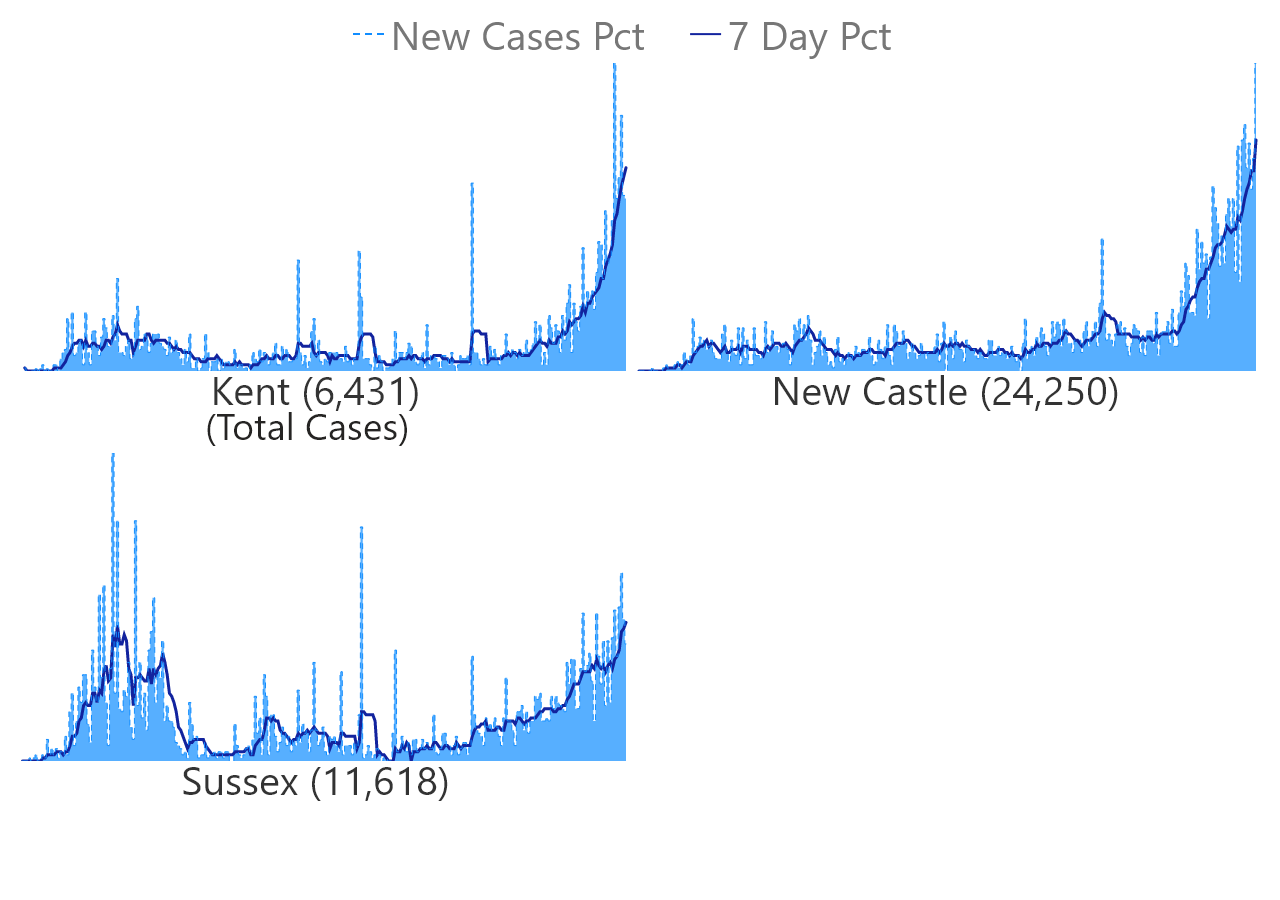 New Cases Pct 7 Day Pct
Kent (6,431)
(Total Cases)
New Castle (24,250)
Sussex (11,618)